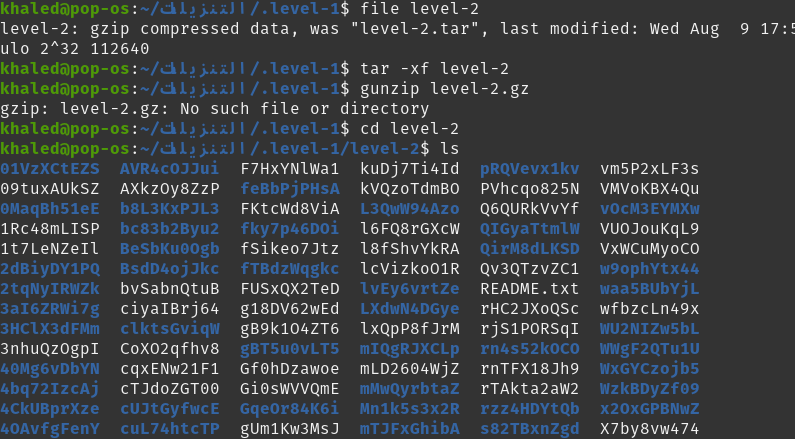 khaled@pop-os:~/التنزيلات/.level-1$ file level-2
level-2: gzip compressed data, was "level-2.tar", last modified: Wed Aug  9 17:5
ulo 2^32 112640
khaled@pop-os:~/التنزيلات/.level-1$ tar -xf level-2
khaled@pop-os:~/التنزيلات/.level-1$ gunzip level-2.gz
gzip: level-2.gz: No such file or directory
khaled@pop-os:~/التنزيلات/.level-1$ cd level-2
khaled@pop-os:~/التنزيلات/.level-1/level-2$ ls
01VzXCtEZS  AVR4cOJJui  F7HxYNlWa1  kuDj7Ti4Id  pRQVevx1kv  vm5P2xLF3s
09tuxAUkSZ  AXkzOy8ZzP  feBbPjPHsA  kVQzoTdmBO  PVhcqo825N  VMVoKBX4Qu
0MaqBh51eE  b8L3KxPJL3  FKtcWd8ViA  L3QwW94Azo  Q6QURkVvYf  vOcM3EYMXw
1Rc48mLISP  bc83b2Byu2  fky7p46DOi  l6FQ8rGXcW  QIGyaTtmlW  VUOJouKqL9
1t7LeNZeIl  BeSbKu0Ogb  fSikeo7Jtz  l8fShvYkRA  QirM8dLKSD  VxWCuMyoCO
2dBiyDY1PQ  BsdD4ojJkc  fTBdzWqgkc  lcVizkoO1R  Qv3QTzvZC1  w9ophYtx44
2tqNyIRWZk  bvSabnQtuB  FUSxQX2TeD  lvEy6vrtZe  README.txt  waa5BUbYjL
3aI6ZRWi7g  ciyaIBrj64  g18DV62wEd  LXdwN4DGye  rHC2JXoQSc  wfbzcLn49x
3HClX3dFMm  clktsGviqW  gB9k1O4ZT6  lxQpP8fJrM  rjS1PORSqI  WU2NIZw5bL
3nhuQzOgpI  CoXO2qfhv8  gBT5u0vLT5  mIQgRJXCLp  rn4s52kOCO  WWgF2QTu1U
40Mg6vDbYN  cqxENw21F1  Gf0hDzawoe  mLD2604WjZ  rnTFX18Jh9  WxGYCzojb5
4bq72IzcAj  cTJdoZGT00  Gi0sWVVQmE  mMwQyrbtaZ  rTAkta2aW2  WzkBDyZf09
4CkUBprXze  cUJtGyfwcE  GqeOr84K6i  Mn1k5s3x2R  rzz4HDYtQb  x2OxGPBNwZ
4OAvfgFenY  cuL74htcTP  gUm1Kw3MsJ  mTJFxGhibA  s82TBxnZgd  X7by8vw474